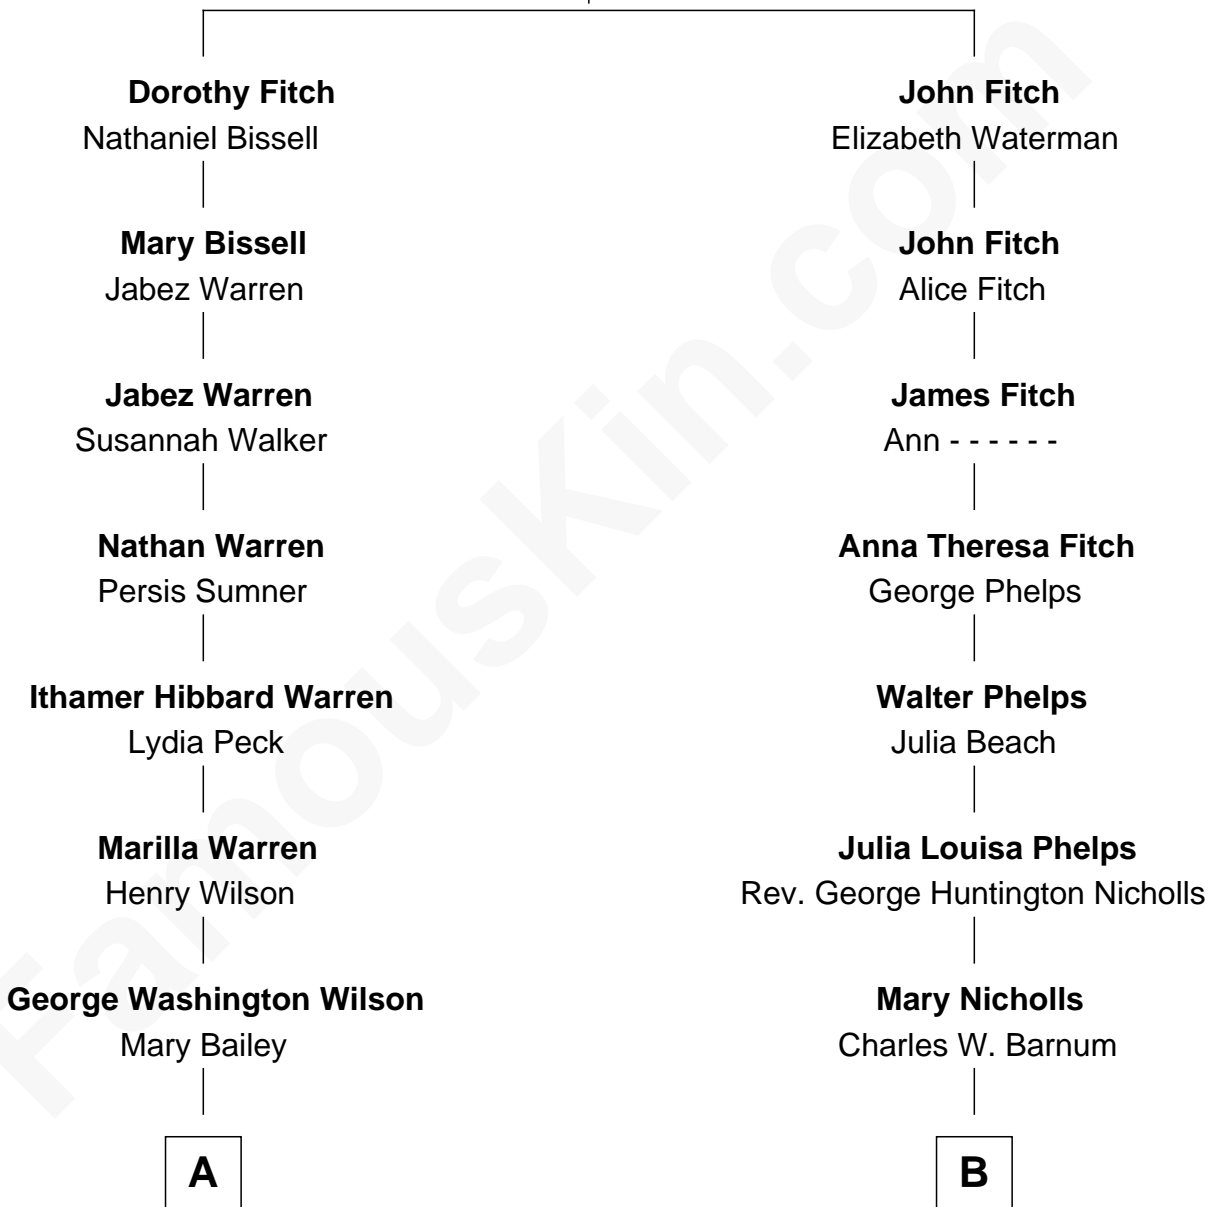 Dorothy Fitch
Nathaniel Bissell
Mary Bissell
Jabez Warren
Jabez Warren
Susannah Walker
Nathan Warren
Persis Sumner
Ithamer Hibbard Warren
Lydia Peck
Marilla Warren
Henry Wilson
George Washington Wilson
Mary Bailey
A
John Fitch
Elizabeth Waterman
John Fitch
Alice Fitch
James Fitch
Ann - - - - - -
Anna Theresa Fitch
George Phelps
Walter Phelps
Julia Beach
Julia Louisa Phelps
Rev. George Huntington Nicholls
Mary Nicholls
Charles W. Barnum
B
FamousKin.com